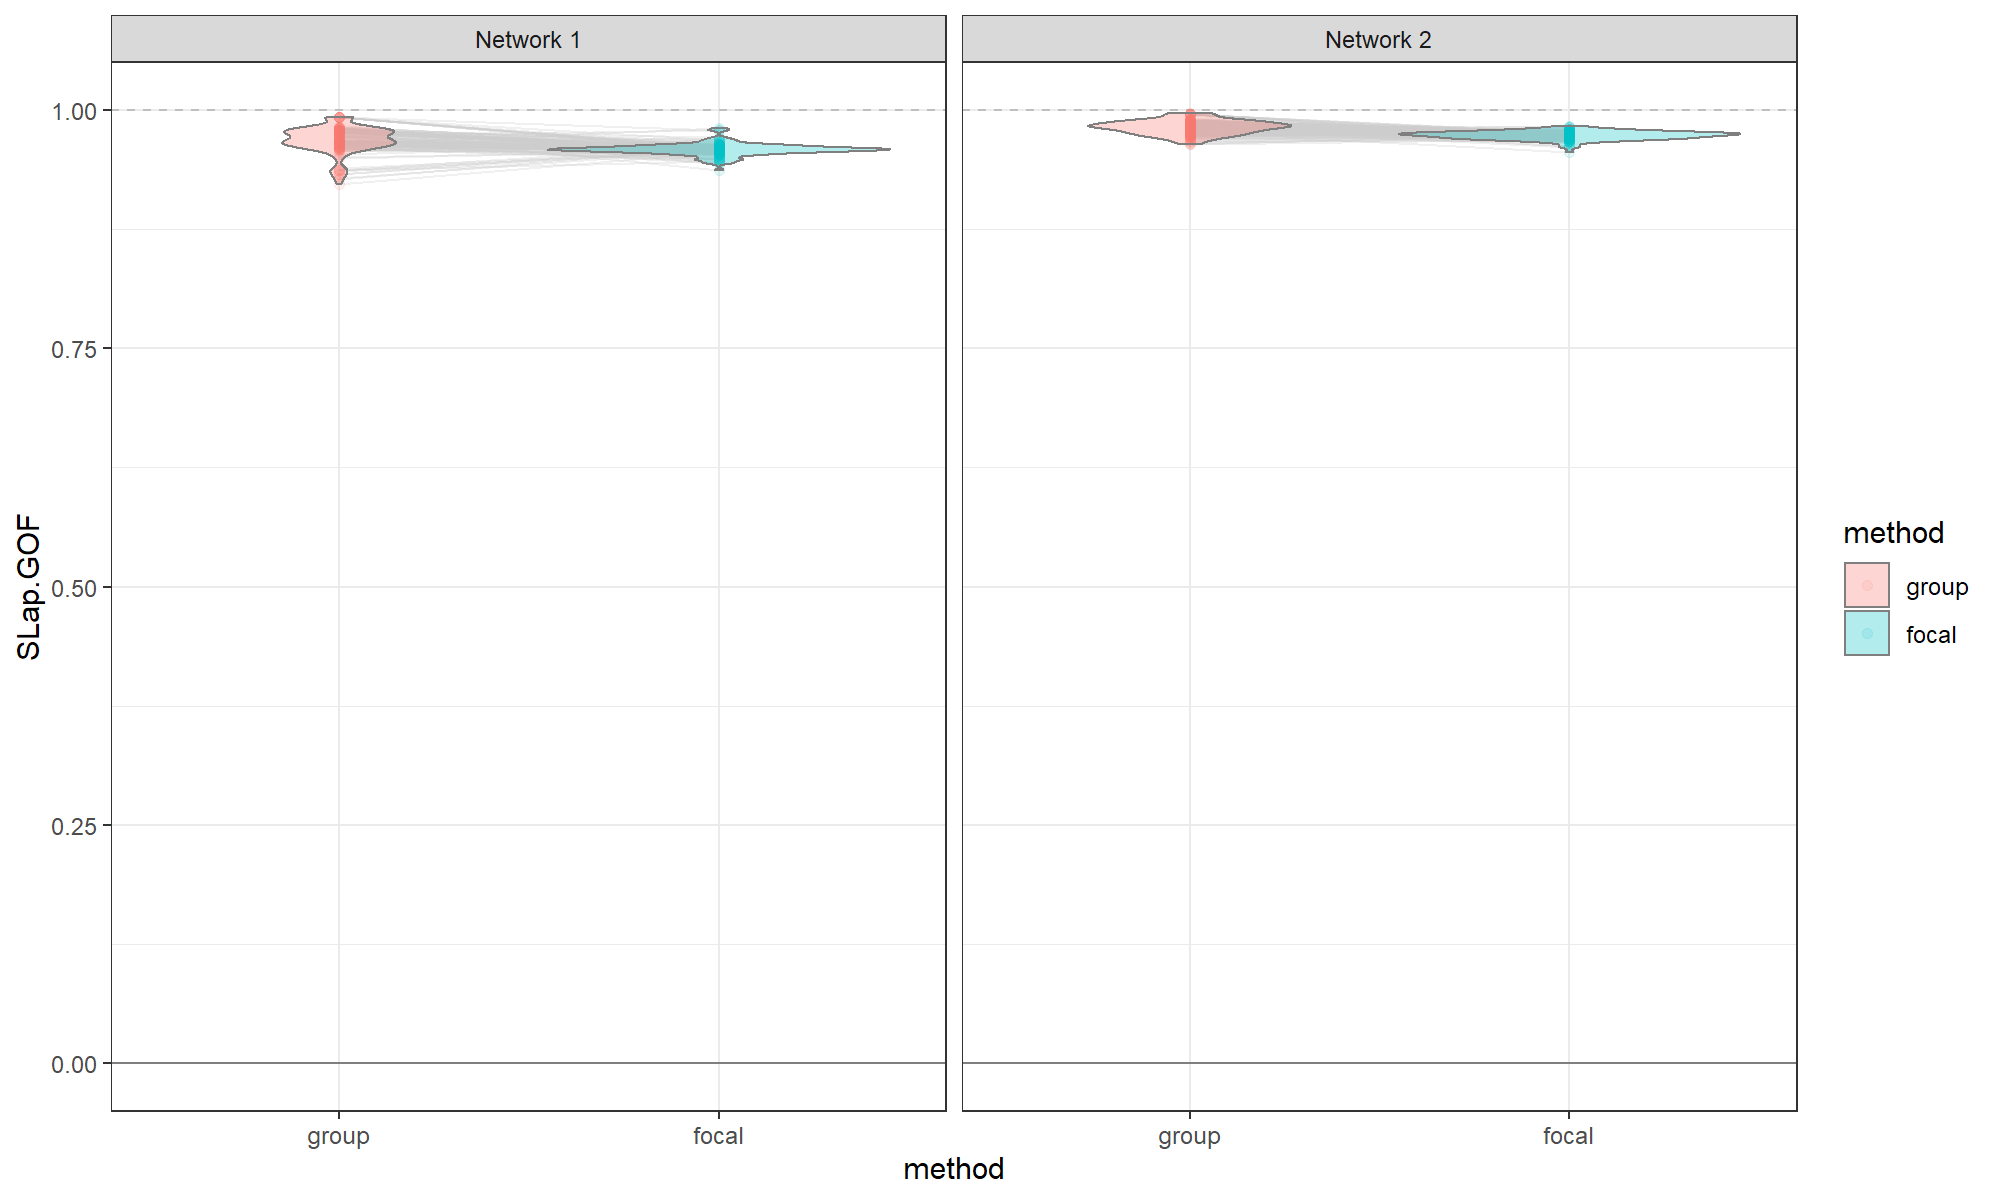 Network 1
Network 2
SLap.GOF
1.00
0.75
0.50
0.25
0.00
group
focal
group
focal
method
method
group
focal